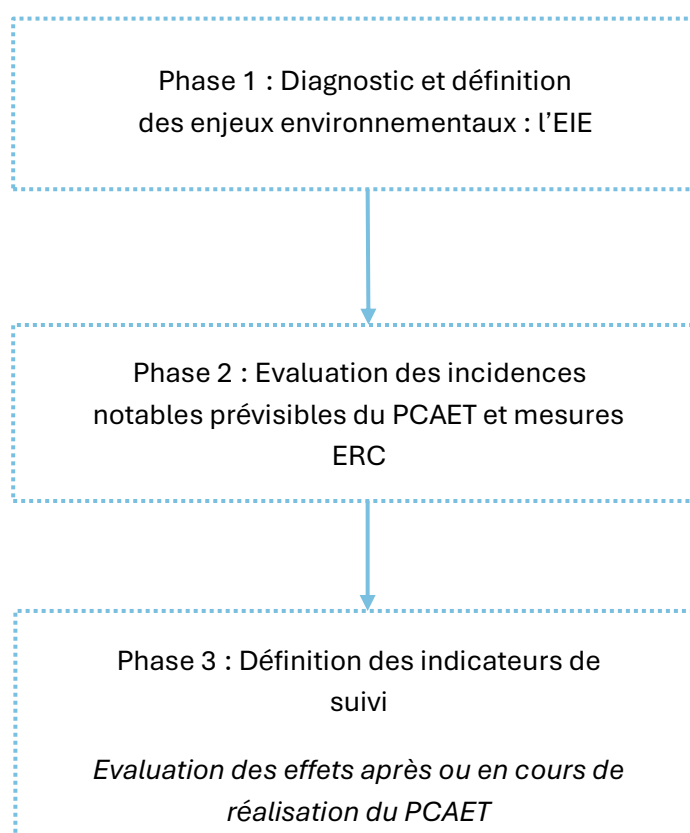 Phase 1 : Diagnostic et définition
des enjeux environnementaux : l’EIE
Phase 2 : Evaluation des incidences
notables prévisibles du PCAET et mesures
ERC
Phase 3 : Définition des indicateurs de
suivi
Evaluation des effets après ou en cours de
réalisation du PCAET